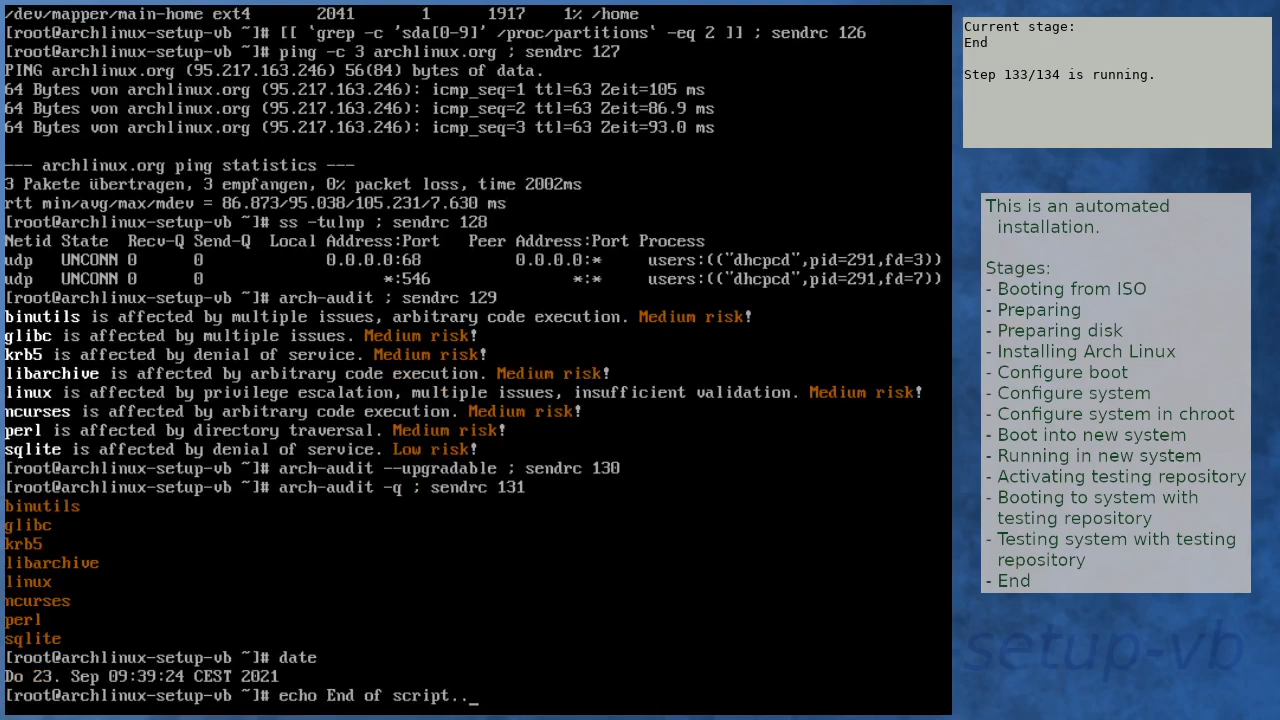 /dev/mapper/main-home ext4       2041       1      1917    1% /home
[root@archlinux-setup-vb ~]# [[ `grep -c 'sda[0-9]' /proc/partitions` -eq 2 ]] ; sendrc 126
[root@archlinux-setup-vb ~]# ping -c 3 archlinux.org ; sendrc 127
PING archlinux.org (95.217.163.246) 56(84) bytes of data.
64 Bytes von archlinux.org (95.217.163.246): icmp_seq=1 ttl=63 Zeit=105 ms
64 Bytes von archlinux.org (95.217.163.246): icmp_seq=2 ttl=63 Zeit=86.9 ms
64 Bytes von archlinux.org (95.217.163.246): icmp_seq=3 ttl=63 Zeit=93.0 ms
--- archlinux.org ping statistics ---
3 Pakete übertragen, 3 empfangen, 0% packet loss, time 2002ms
rtt min/avg/max/mdev = 86.873/95.038/105.231/7.630 ms
[root@archlinux-setup-vb ~]# ss -tulnp ; sendrc 128
Netid State  Recv-Q Send-Q  Local Address:Port   Peer Address:Port Process
udp   UNCONN 0      0             0.0.0.0:68          0.0.0.0:*     users:(("dhcpcd",pid=291,fd=3))
udp   UNCONN 0      0                   *:546               *:*     users:(("dhcpcd",pid=291,fd=7))
[root@archlinux-setup-vb ~]# arch-audit ; sendrc 129
binutils is affected by multiple issues, arbitrary code execution. Medium risk!
glibc is affected by multiple issues. Medium risk!
krb5 is affected by denial of service. Medium risk!
libarchive is affected by arbitrary code execution. Medium risk!
linux is affected by privilege escalation, multiple issues, insufficient validation. Medium risk!
ncurses is affected by arbitrary code execution. Medium risk!
perl is affected by directory traversal. Medium risk!
sqlite is affected by denial of service. Low risk!
[root@archlinux-setup-vb ~]# arch-audit --upgradable ; sendrc 130
[root@archlinux-setup-vb ~]# arch-audit -q ; sendrc 131
binutils
glibc
krb5
libarchive
linux
ncurses
perl
sqlite
[root@archlinux-setup-vb ~]# date
Do 23. Sep 09:39:24 CEST 2021
[root@archlinux-setup-vb ~]# echo End of script.._
Current stage:
End
Step 133/134 is running.
This is an automated
installation.
Stages:
- Booting from ISO
- Preparing
- Preparing disk
- Installing Arch Linux
- Configure boot
- Configure system
- Configure system in chroot
- Boot into new system
- Running in new system
- Activating testing repository
- Booting to system with
testing repository
- Testing system with testing
repository
- End
setup-vb